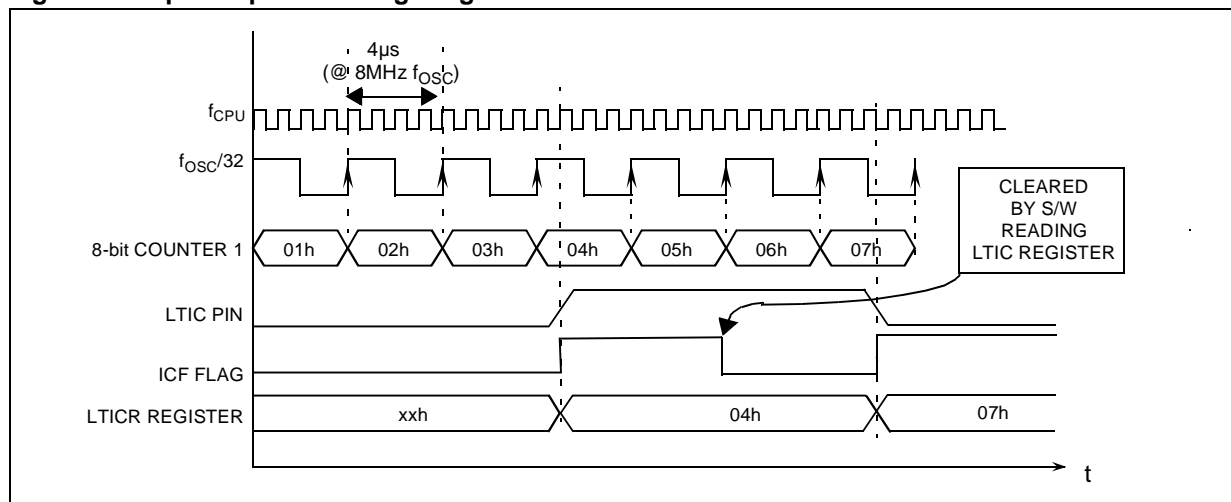 4µs
(@ 8MHz fOSC)
fCPU
fOSC/32
CLEARED
BY S/W
READING
LTIC REGISTER
8-bit COUNTER 1
01h 02h 03h 04h 05h 06h 07h
LTIC PIN
ICF FLAG
LTICR REGISTER
xxh 04h 07h
t